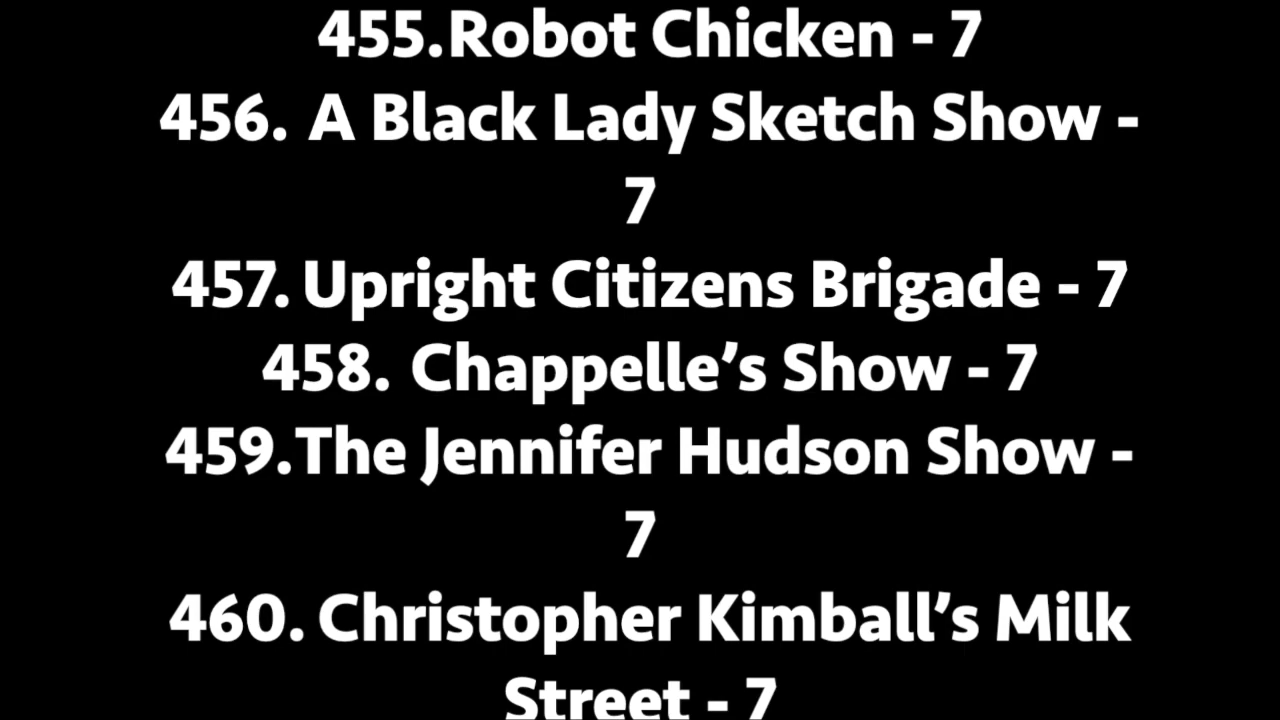 455.Robot Chicken - 7
456. A Black Lady Sketch Show -
7
457. Upright Citizens Brigade - 7
458. Chappelle’s Show - 7
459.The Jennifer Hudson Show -
7
460. Christopher Kimball’s Milk
Street - 7